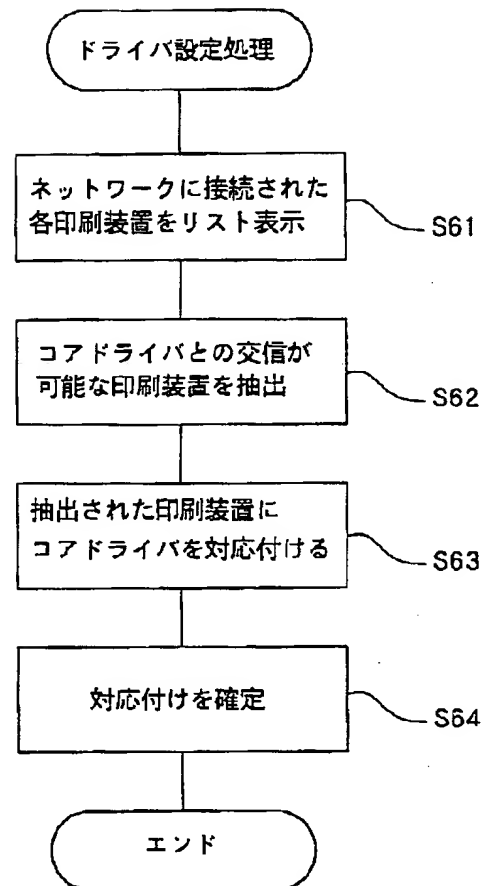 ドライバ設定処理
ネットワークに接続された
各印刷装置をリスト表示
S61
コアドライバとの交信が
可能な印刷装置を抽出
S62
抽出された印刷装置に
コアドライバを対応付ける
S63
対応付けを確定
S64
エンド